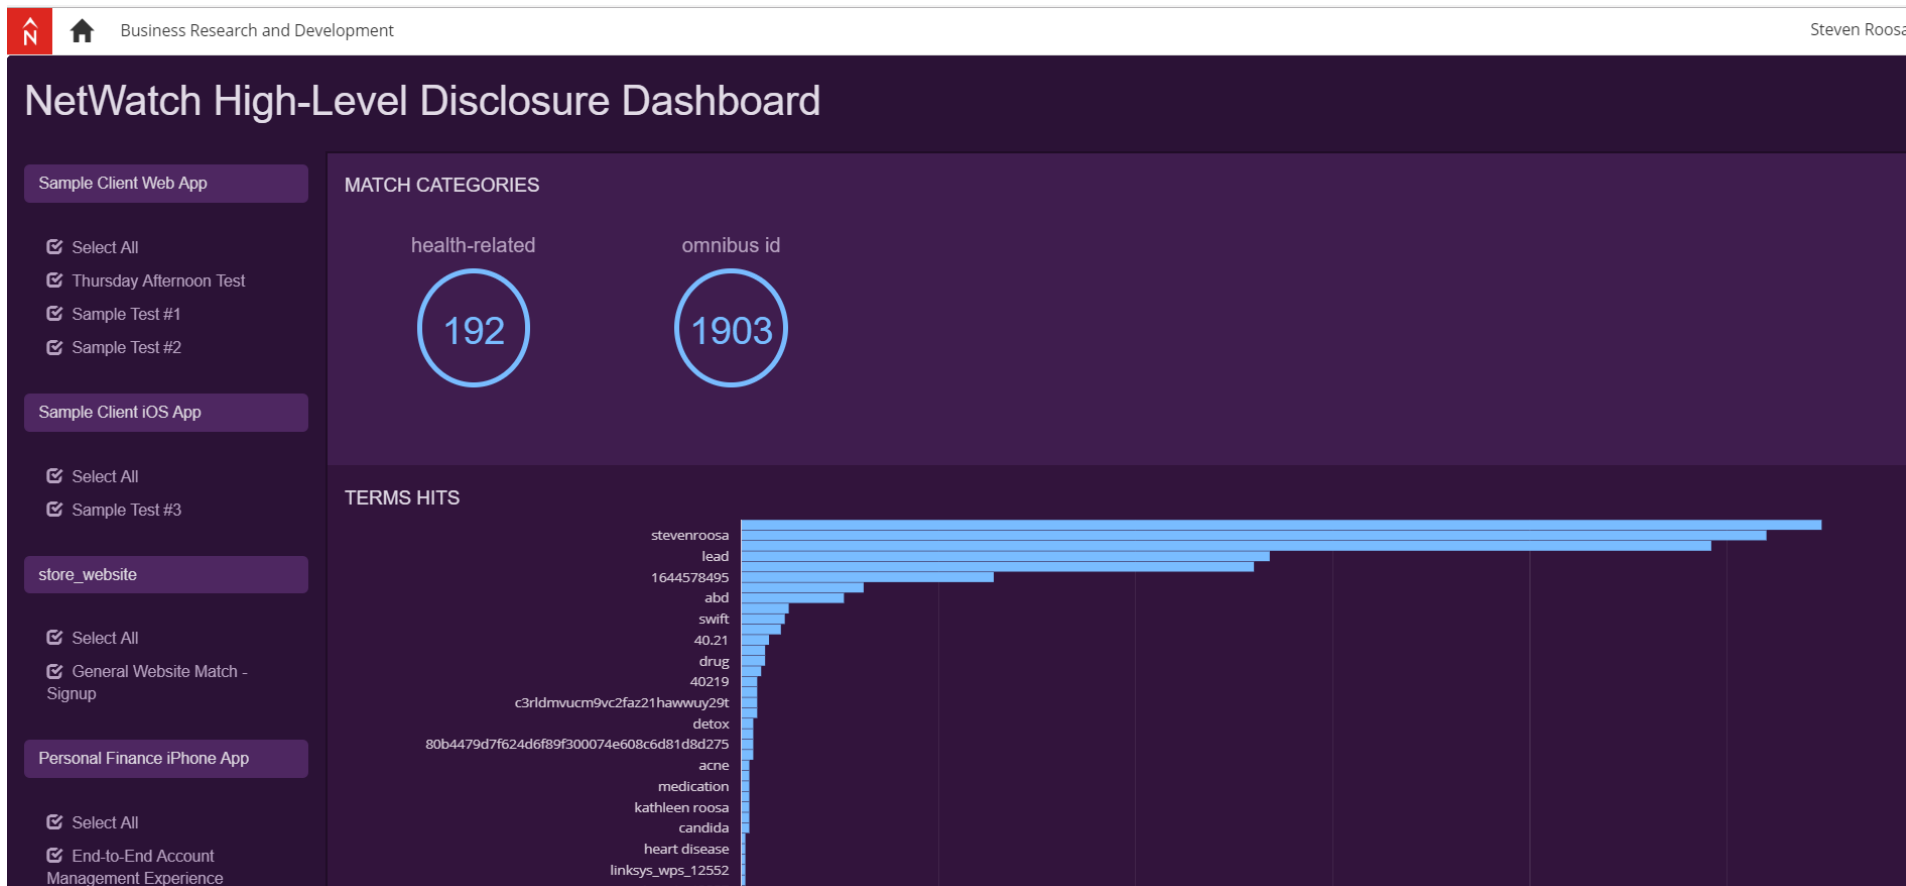 N
Business Research and Development
Steven Roosa
NetWatch High-Level Disclosure Dashboard
Sample Client Web App
Select All
Thursday Afternoon Test
Sample Test #1
Sample Test #2
Sample Client iOS App
Select All
Sample Test #3
store_website
Select All
General Website Match -
Signup
Personal Finance iPhone App
Select All
End-to-End Account
Management Experience
MATCH CATEGORIES
health-related
omnibus id
192
1903
TERMS HITS
stevenroosa
lead
1644578495
abd
swift
40.21
drug
40219
c3rldmvucm9vc2faz21hawwuy29t
detox
80b4479d7f624d6f89f300074e608c6d81d8d275
acne
medication
kathleen roosa
candida
heart disease
linksys_wps_12552